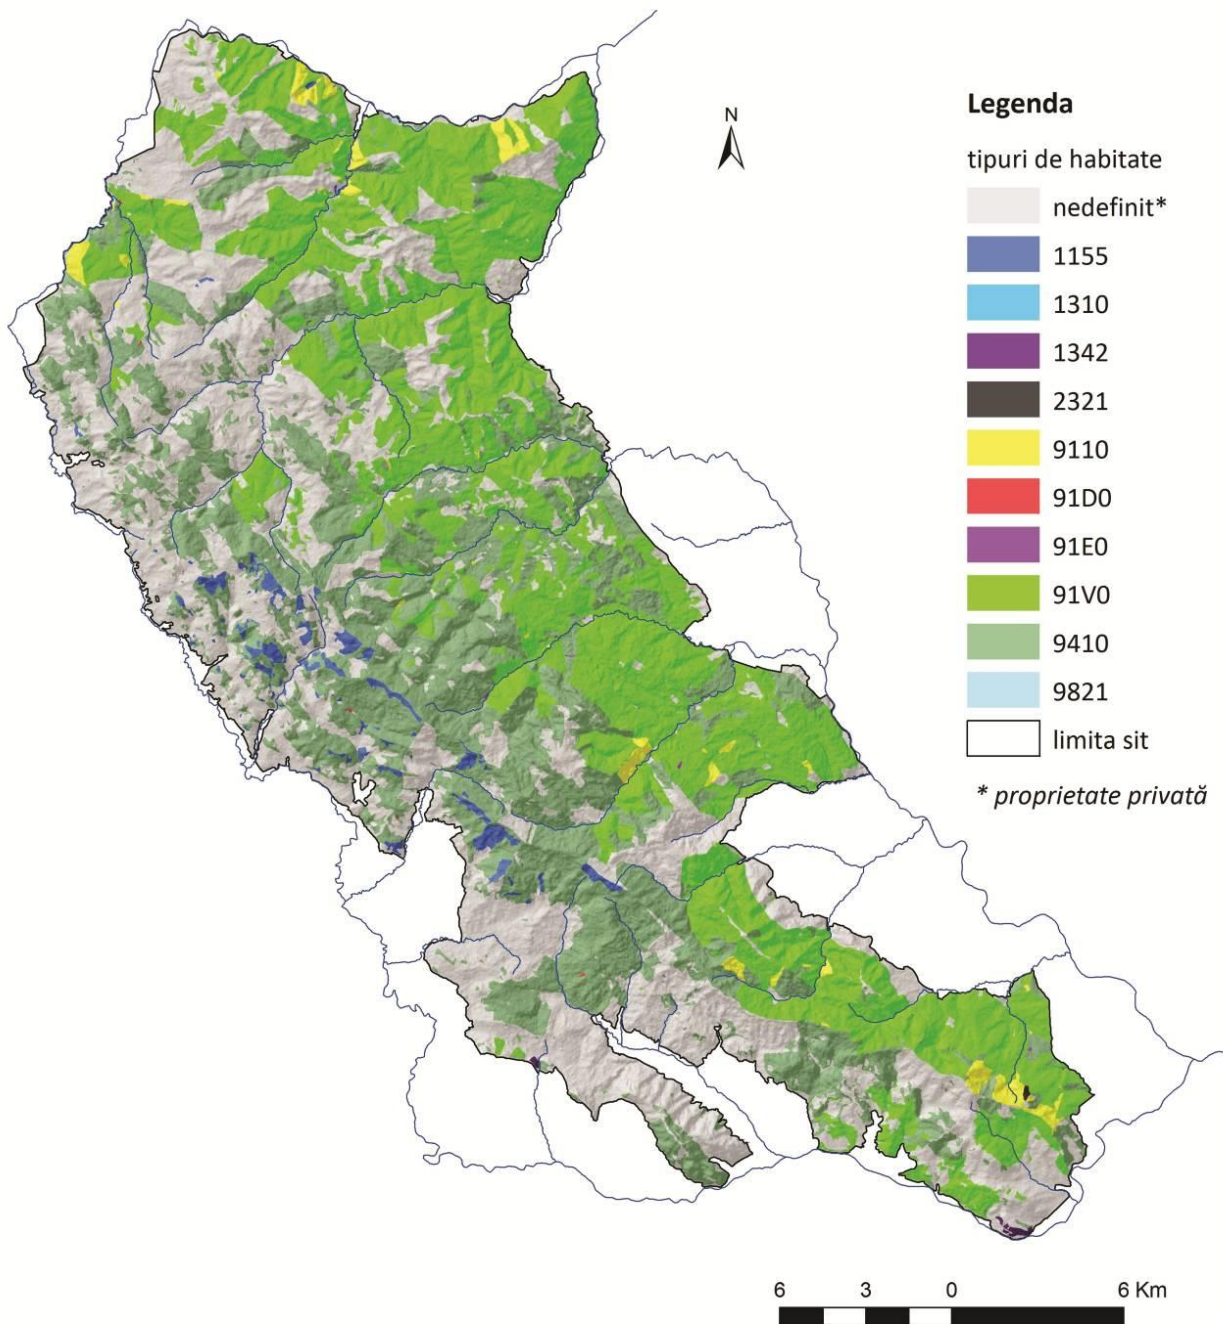 N
Legenda
tipuri de habitate
nedefinit*
1155
1310
1342
2321
9110
91D0
91E0
91V0
9410
9821
limita sit
* proprietate privată
6 3 0 6 Km